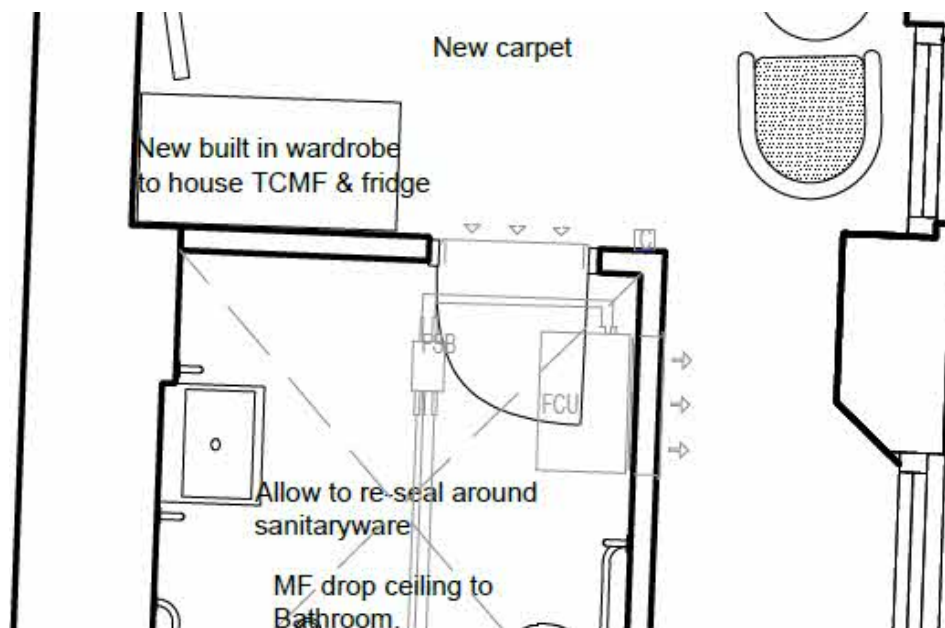 New carpet
New built in wardrobe
to house TCMF & fridge
C
FSB
FCU
Allow to re-seal around
sanitaryware
MF drop ceiling to
Bathroom.